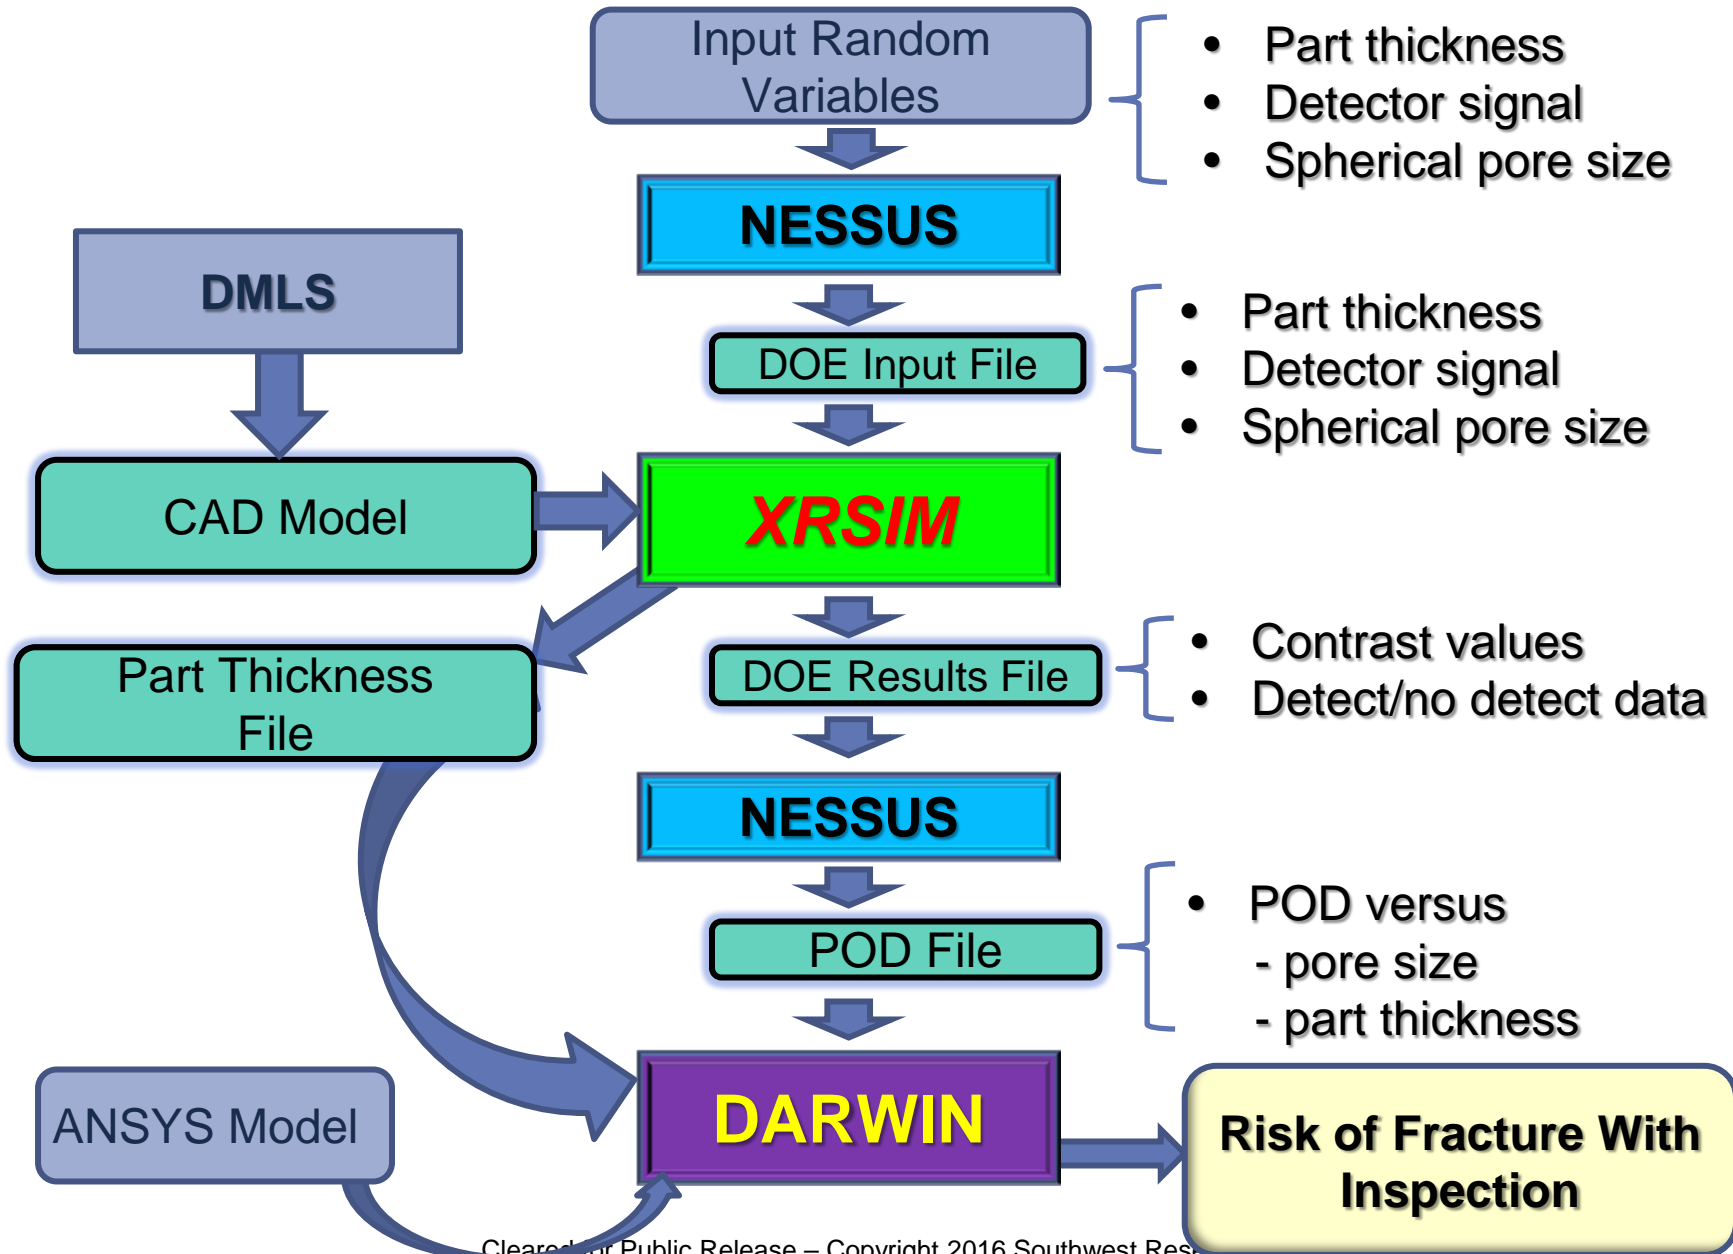 Input Random
Variables
• Part thickness
• Detector signal
• Spherical pore size
NESSUS
DMLS
DOE Input File
• Part thickness
• Detector signal
• Spherical pore size
CAD Model
XRSIM
Part Thickness
File
DOE Results File
• Contrast values
• Detect/no detect data
NESSUS
POD File
• POD versus
- pore size
- part thickness
ANSYS Model
DARWIN
Risk of Fracture With
Inspection
Cleared for Public Release – Copyright 2016 Southwest